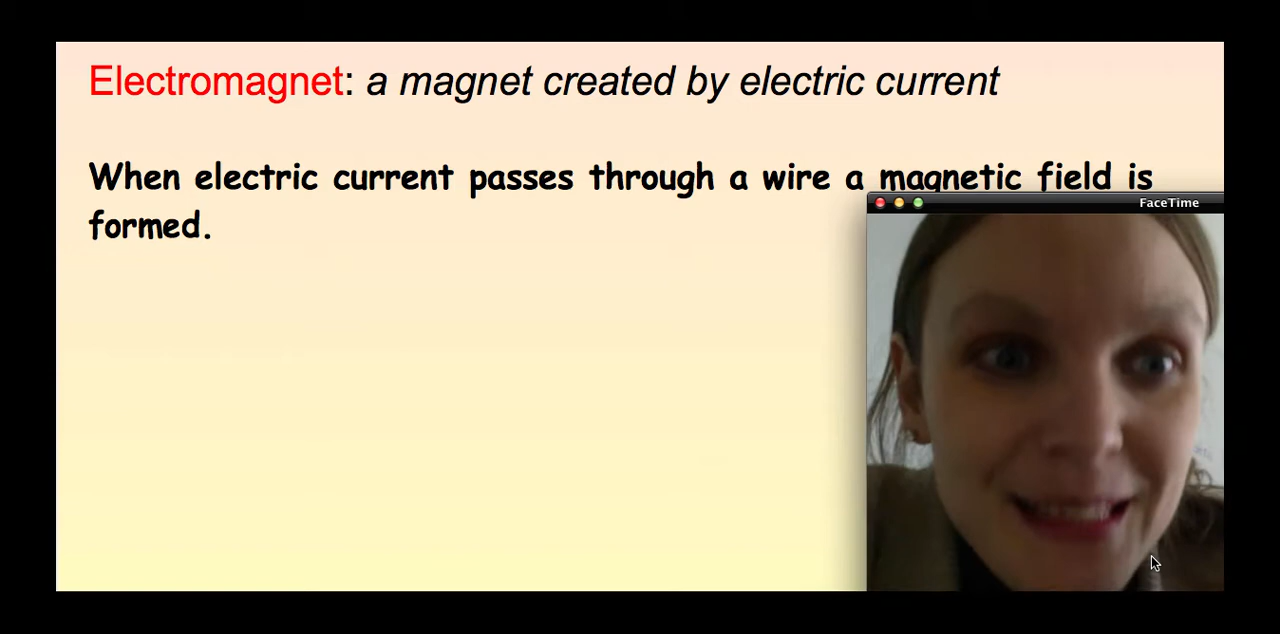 Electromagnet: a magnet created by electric current
When electric current passes through a wire a magnetic field is
formed.
FaceTime